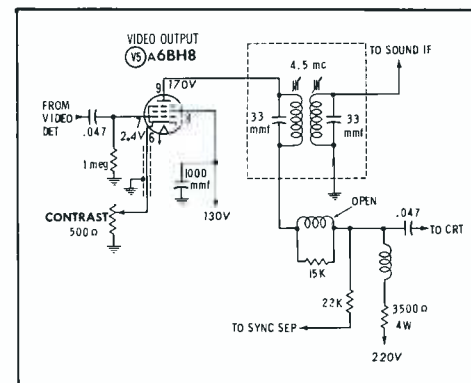 VIDEO OUTPUT
V5 A 6BH8
9
170V
4.5 mc
TO SOUND IF
FROM
VIDEO
DET
.047
7
2.4V
6
33
mmf
33
mmf
1 meg
1000
mmf
CONTRAST
500Ω
130V
OPEN
.047
TO CRT
15K
22K
3500Ω
4W
TO SYNC SEP
220V